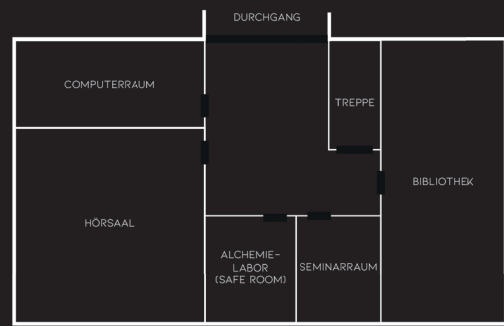 DURCHGANG
COMPUTERRAUM
TREPPE
BIBLIOTHEK
HÖRSAAL
ALCHEMIE-
LABOR
(SAFE ROOM)
SEMINARRAUM